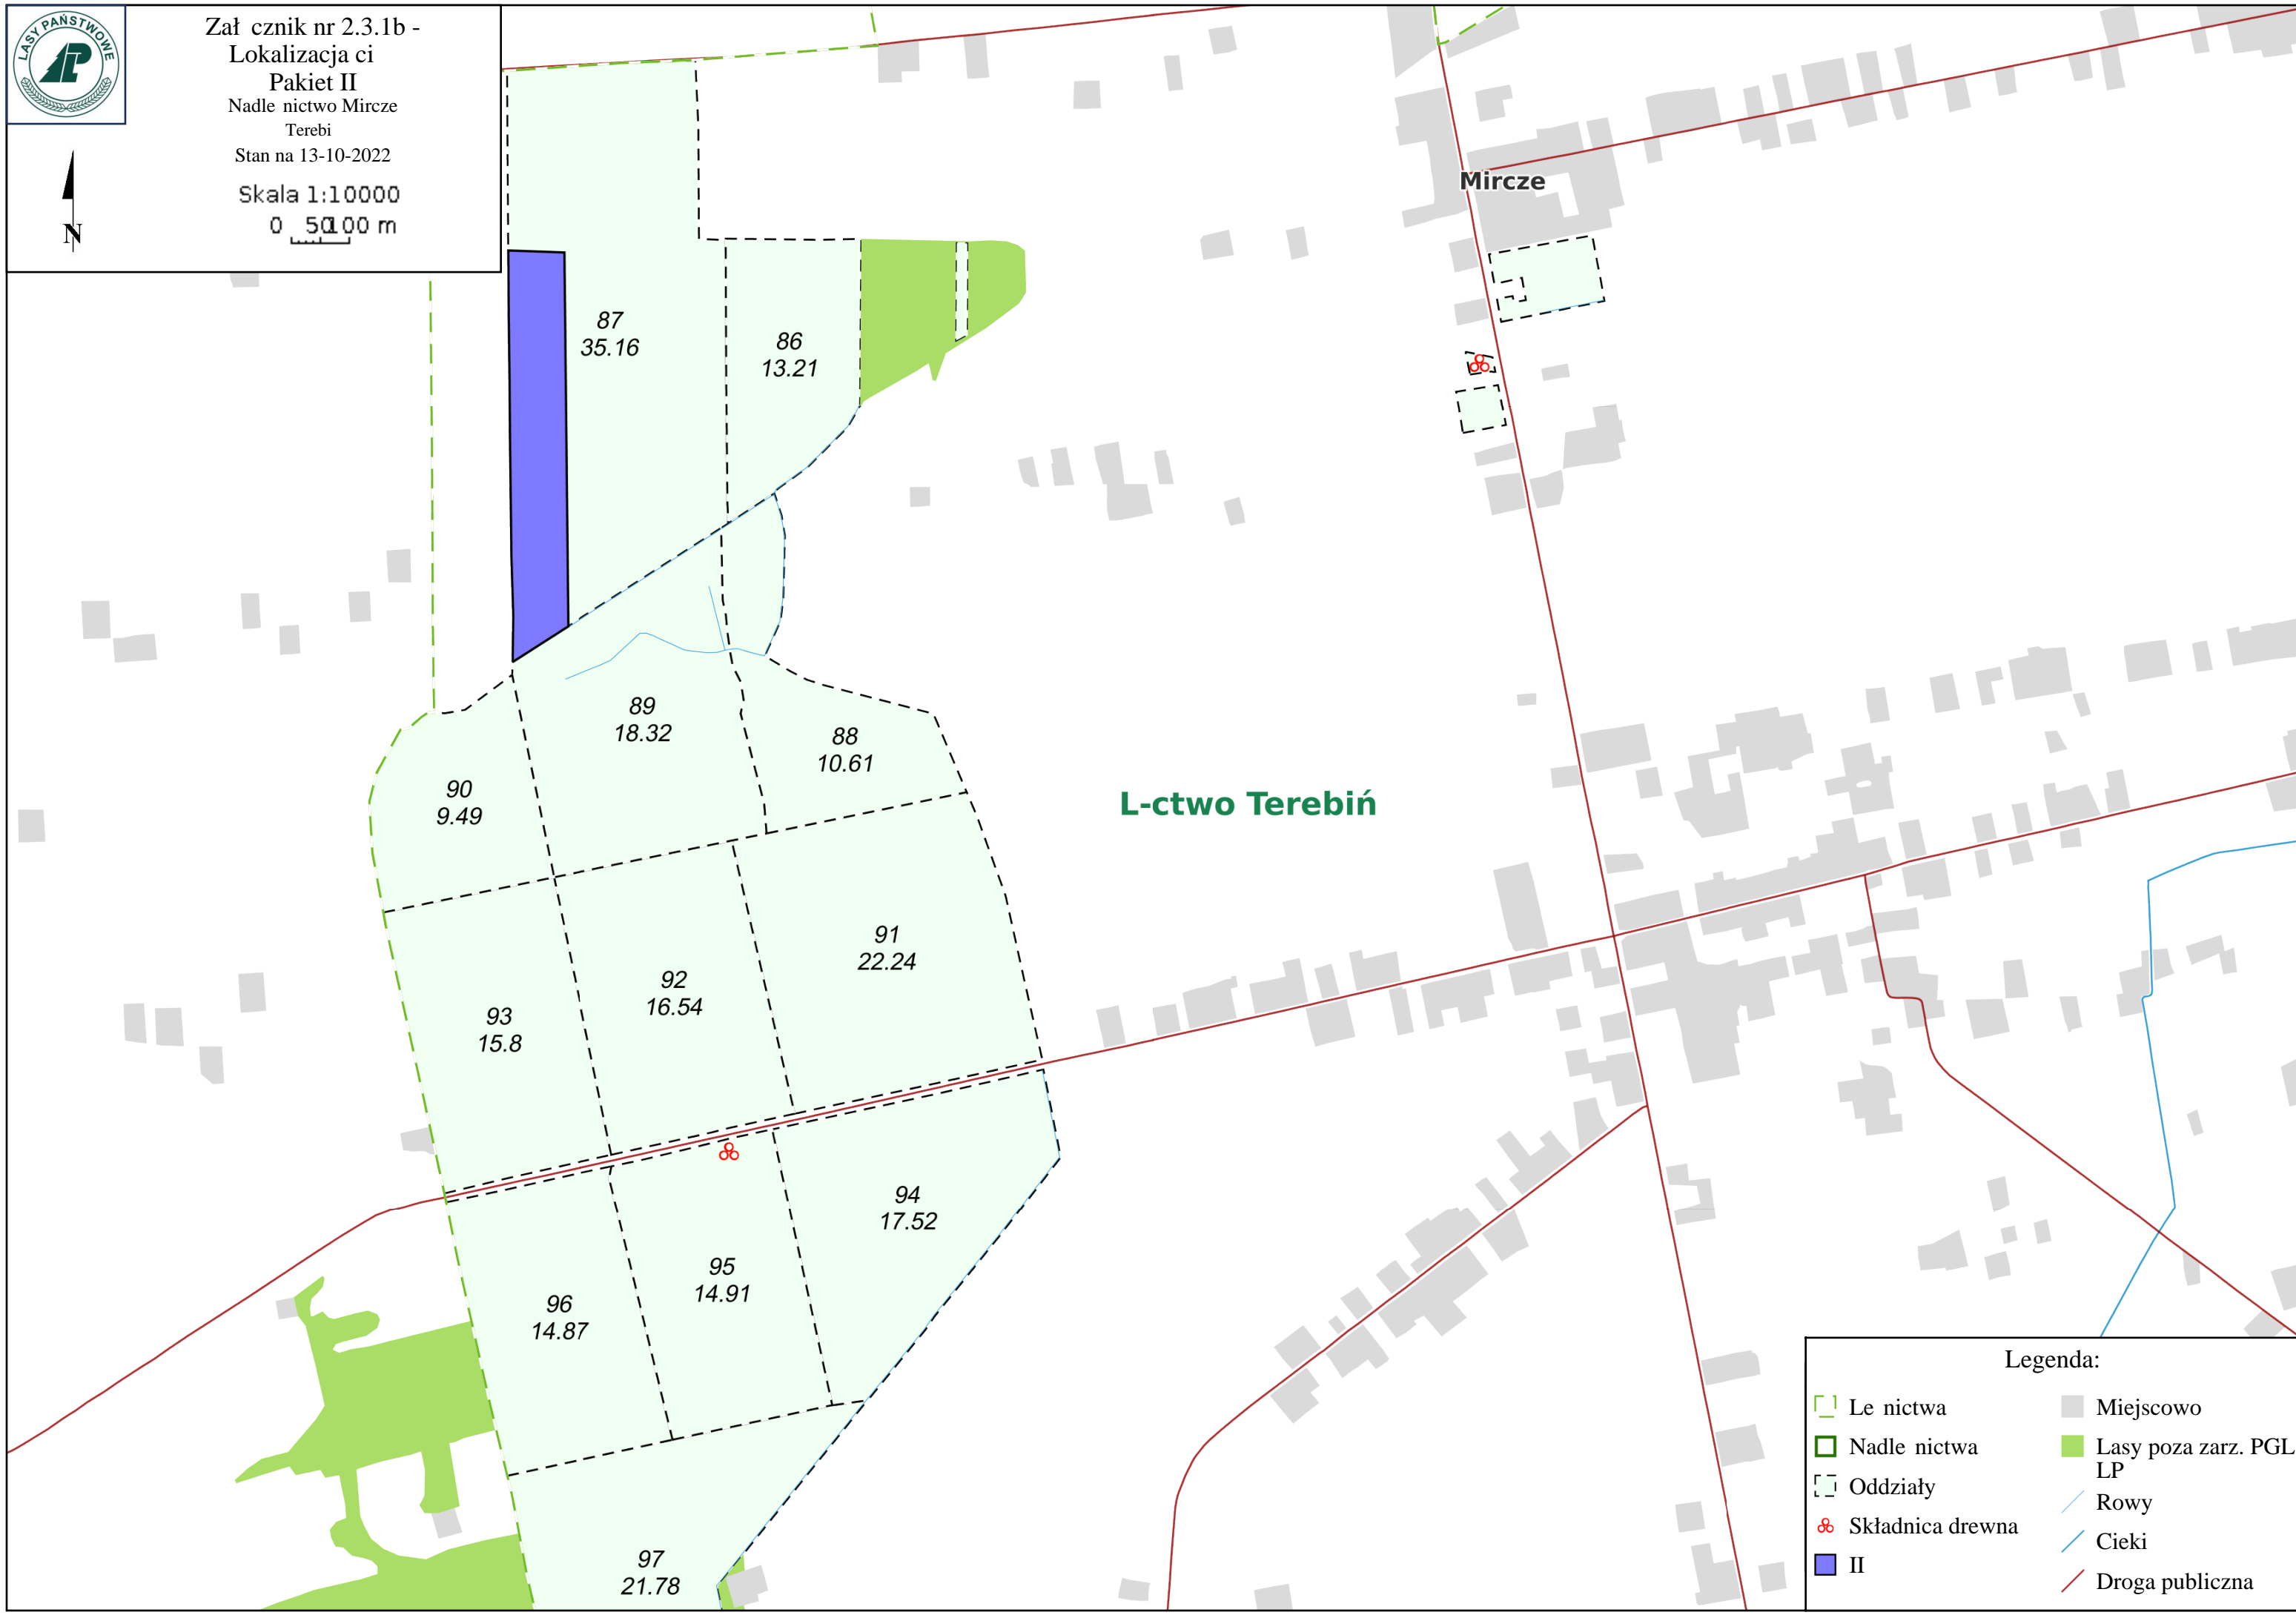 LASY PAŃSTWOWE
Zał cznik nr 2.3.1b -
Lokalizacja ci
Pakiet II
Nadle nictwo Mircze
Terebi
Stan na 13-10-2022
Skala 1:10000
0 50 100 m
N
Mircze
87
35.16
86
13.21
89
18.32
88
10.61
90
9.49
L-ctwo Terebiń
91
22.24
92
16.54
93
15.8
94
17.52
95
14.91
96
14.87
97
21.78
Legenda:
Le nictwa
Nadle nictwa
Oddziały
Składnica drewna
II
Miejscowo
Lasy poza zarz. PGL
LP
Rowy
Cieki
Droga publiczna